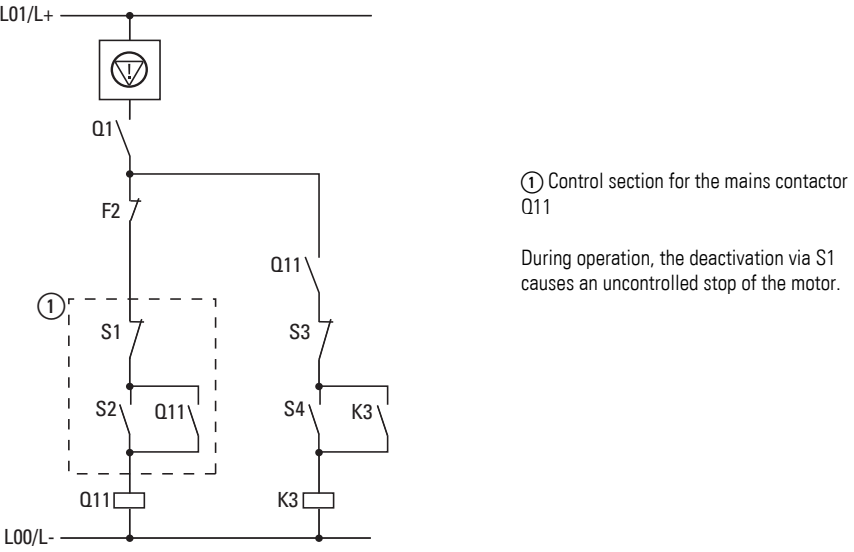 L01/L+
!
Q1
F2
Q11
① Control section for the mains contactor
Q11
During operation, the deactivation via S1
causes an uncontrolled stop of the motor.
①
S1
S3
S2
Q11
S4
K3
Q11
K3
L00/L-